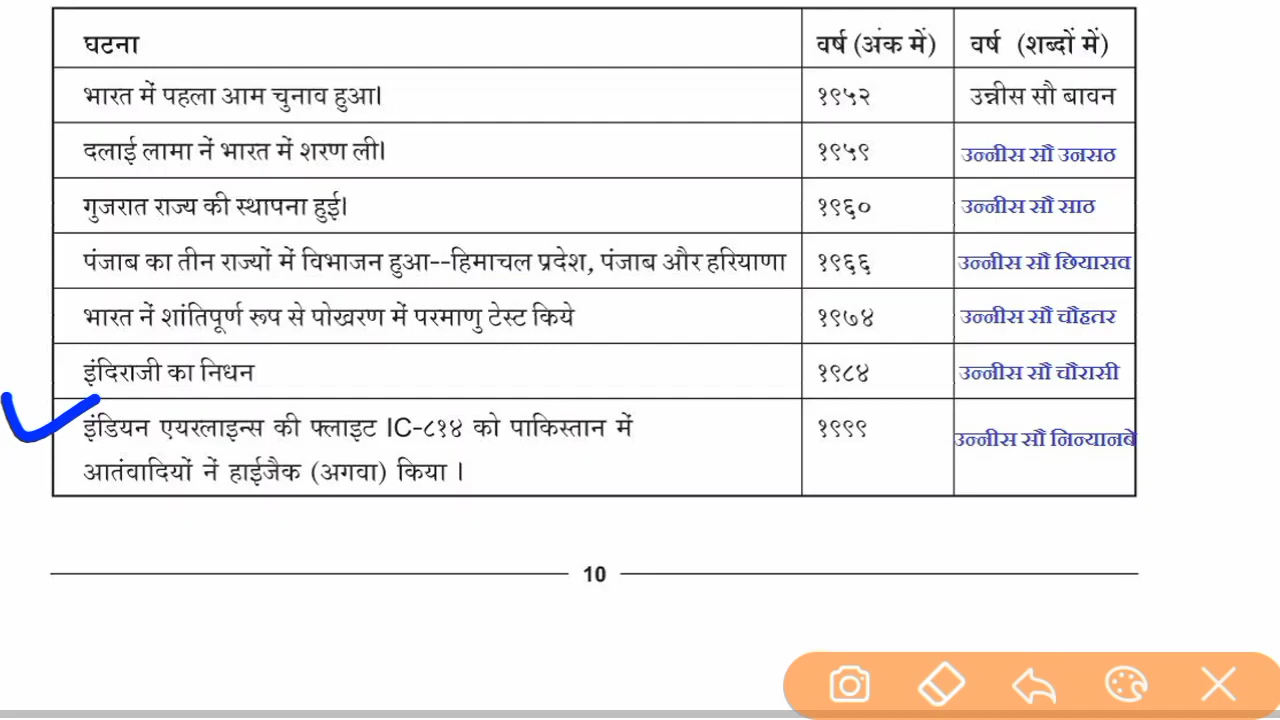 घटना वर्ष (अंक में) वर्ष (शब्दों में)
भारत में पहला आम चुनाव हुआ। १९५२ उन्नीस सौ बावन
दलाई लामा नें भारत में शरण ली। १९५९ उन्नीस सौ उनसठ
गुजरात राज्य की स्थापना हुई। १९६० उन्नीस सौ साठ
पंजाब का तीन राज्यों में विभाजन हुआ--हिमाचल प्रदेश, पंजाब और हरियाणा १९६६ उन्नीस सौ छियासव
भारत नें शांतिपूर्ण रूप से पोखरण में परमाणु टेस्ट किये १९७४ उन्नीस सौ चौहतर
इंदिराजी का निधन १९८४ उन्नीस सौ चौरासी
इंडियन एयरलाइन्स की फ्लाइट IC-८१४ को पाकिस्तान में १९९९ उन्नीस सौ निन्यानबे
आतंवादियों नें हाईजैक (अगवा) किया ।
10